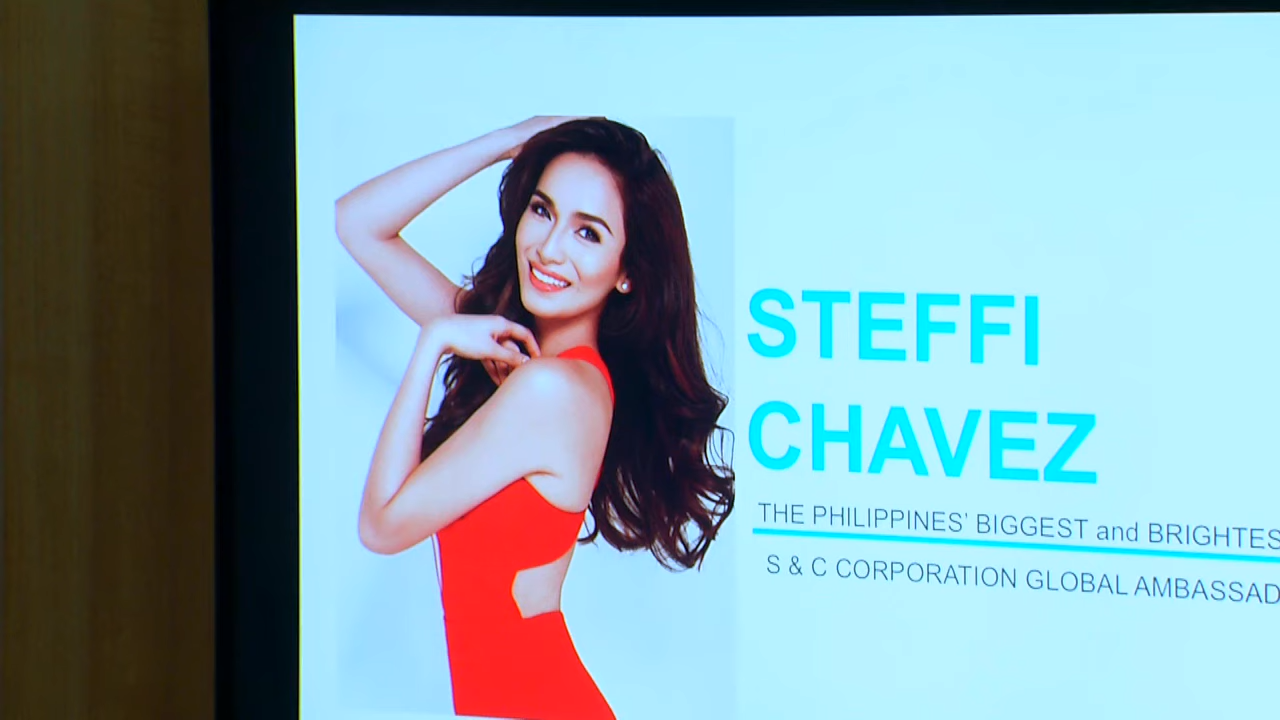 STEFFI
CHAVEZ
THE PHILIPPINES' BIGGEST and BRIGHTES
S & C CORPORATION GLOBAL AMBASSAD